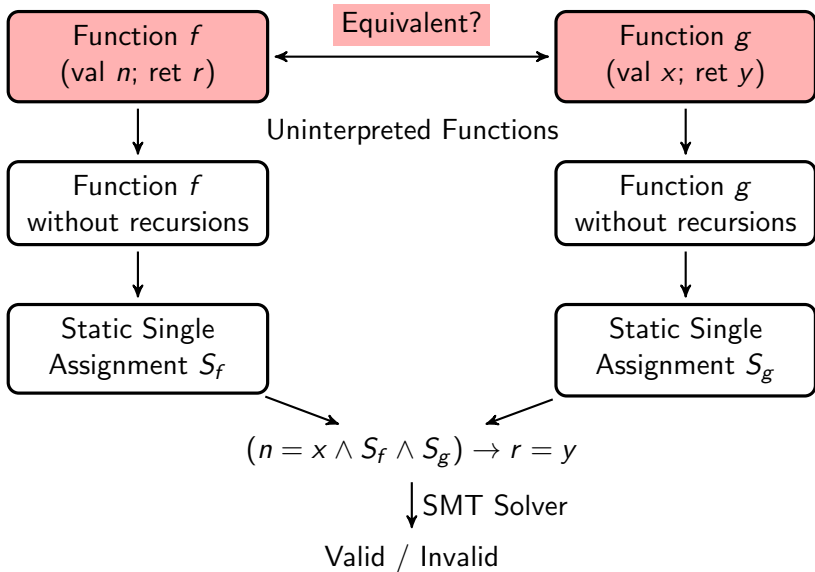 Function f
(val n; ret r)
Equivalent?
Function g
(val x; ret y)
Uninterpreted Functions
Function f
without recursions
Function g
without recursions
Static Single
Assignment S_f
Static Single
Assignment S_g
(n = x ∧ S_f ∧ S_g) → r = y
SMT Solver
Valid / Invalid